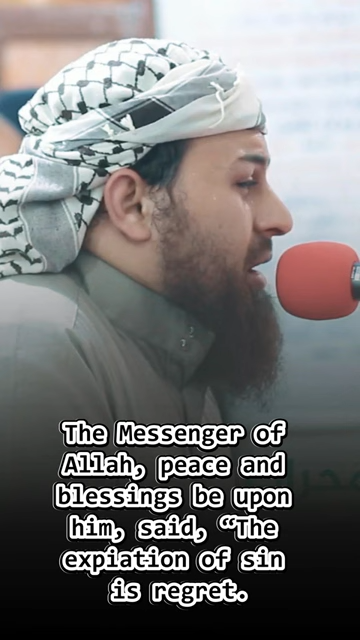 The Messenger of
Allah, peace and
blessings be upon
him, said, “The
expiation of sin
is regret.